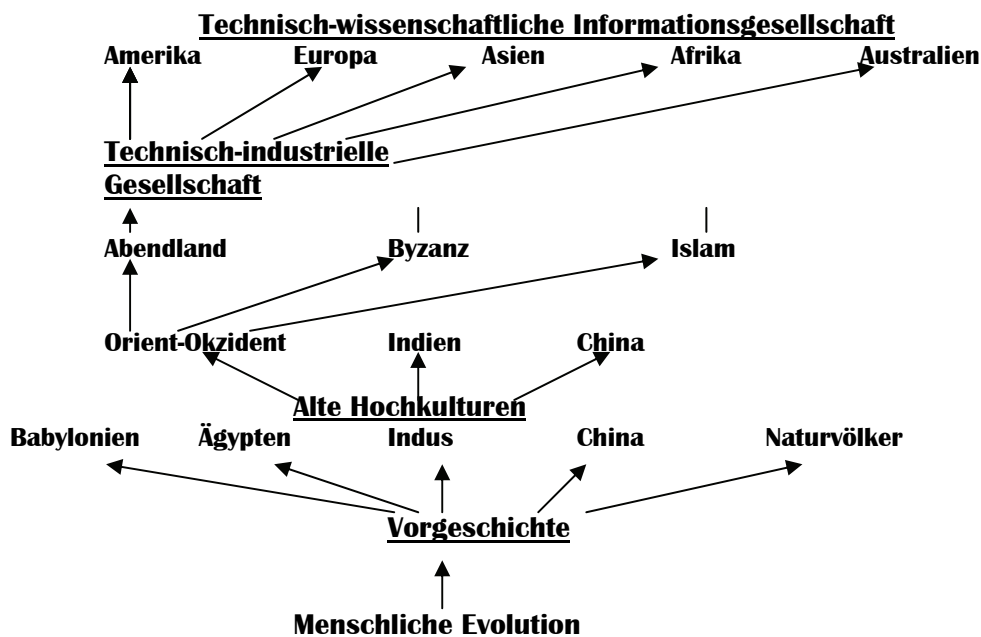 Technisch-wissenschaftliche Informationsgesellschaft
Amerika Europa Asien Afrika Australien
Technisch-industrielle
Gesellschaft
Abendland Byzanz Islam
Orient-Okzident Indien China
Alte Hochkulturen
Babylonien Ägypten Indus China Naturvölker
Vorgeschichte
Menschliche Evolution